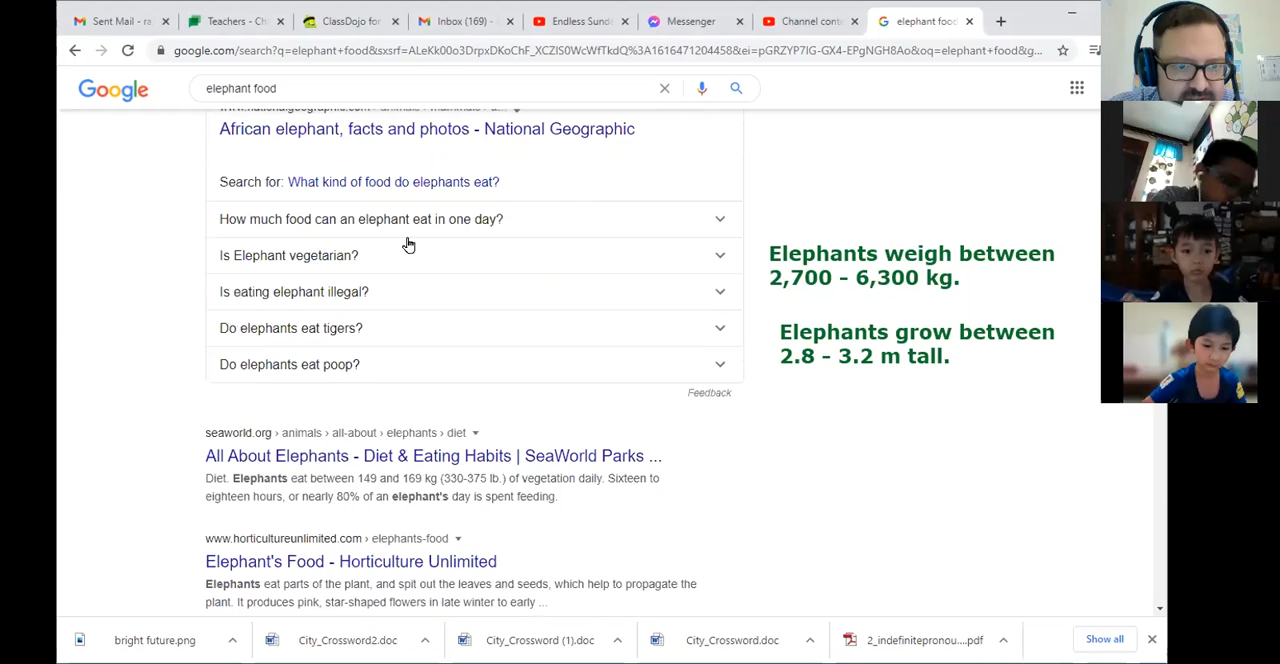 Sent Mail - ra
Teachers - Ch
ClassDojo for
Inbox (169) -
Endless Sund
Messenger
Channel conte
elephant food
google.com/search?q=elephant+food&sxsrf=ALeKk00o3DrpxDKoChF_XCZIS0WcWfTkdQ%3A1616471204458&ei=pGRZYP7IG-GX4-EPgNGH8Ao&oq=elephant+food&g...
Google
elephant food
African elephant, facts and photos - National Geographic
Search for: What kind of food do elephants eat?
How much food can an elephant eat in one day?
Is Elephant vegetarian?
Is eating elephant illegal?
Do elephants eat tigers?
Do elephants eat poop?
Feedback
Elephants weigh between
2,700 - 6,300 kg.
Elephants grow between
2.8 - 3.2 m tall.
seaworld.org › animals › all-about › elephants › diet
All About Elephants - Diet & Eating Habits | SeaWorld Parks ...
Diet. Elephants eat between 149 and 169 kg (330-375 lb.) of vegetation daily. Sixteen to
eighteen hours, or nearly 80% of an elephant's day is spent feeding.
www.horticultureunlimited.com › elephants-food
Elephant's Food - Horticulture Unlimited
Elephants eat parts of the plant, and spit out the leaves and seeds, which help to propagate the
plant. It produces pink, star-shaped flowers in late winter to early ...
bright future.png
City_Crossword2.doc
City_Crossword (1).doc
City_Crossword.doc
2_indefinitepronou....pdf
Show all